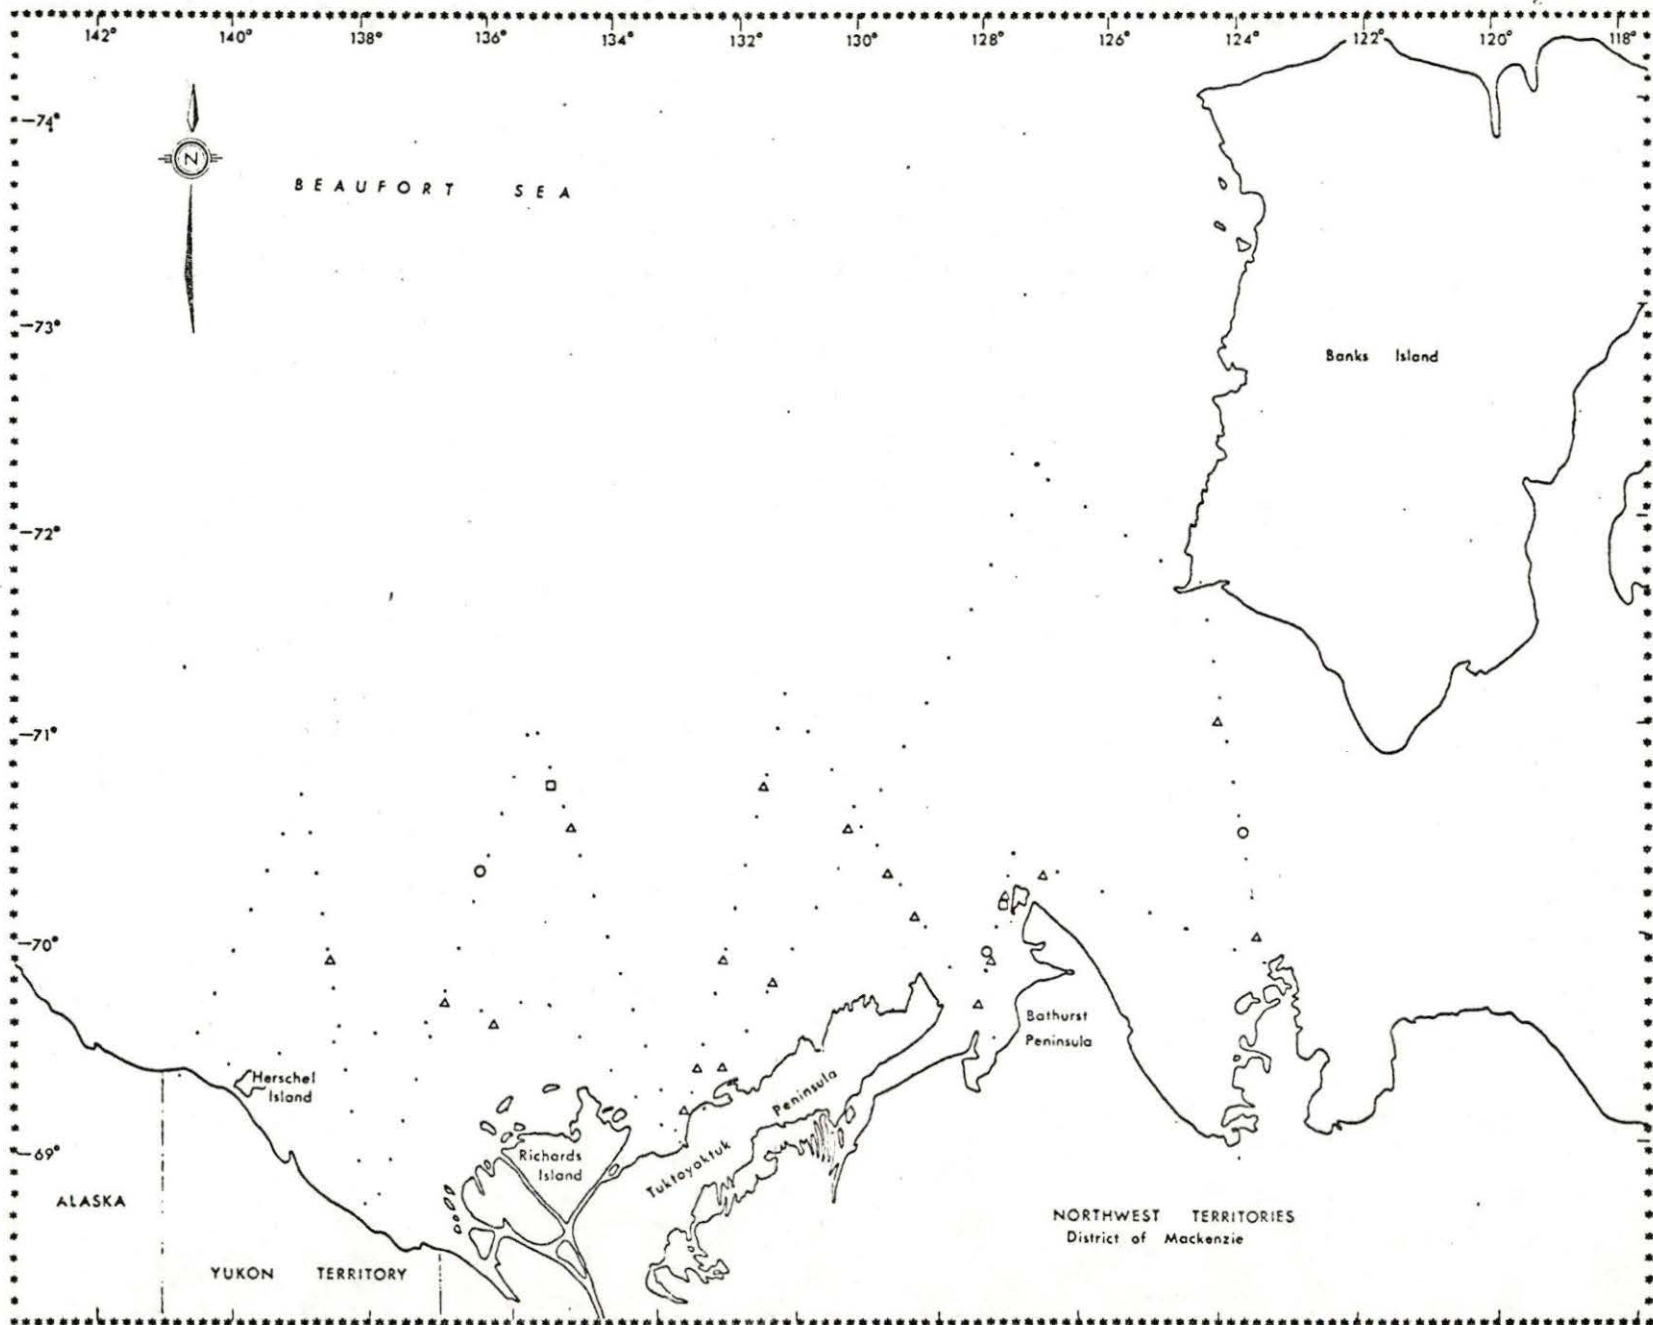 142° 140° 138° 136° 134° 132° 130° 128° 126° 124° 122° 120° 118°
74°
N
BEAUFORT SEA
73°
Banks Island
72°
71°
70°
Bathurst
Peninsula
Herschel
Island
Peninsula
Tuktoyaktuk
69°
Richards
Island
ALASKA
NORTHWEST TERRITORIES
District of Mackenzie
YUKON TERRITORY